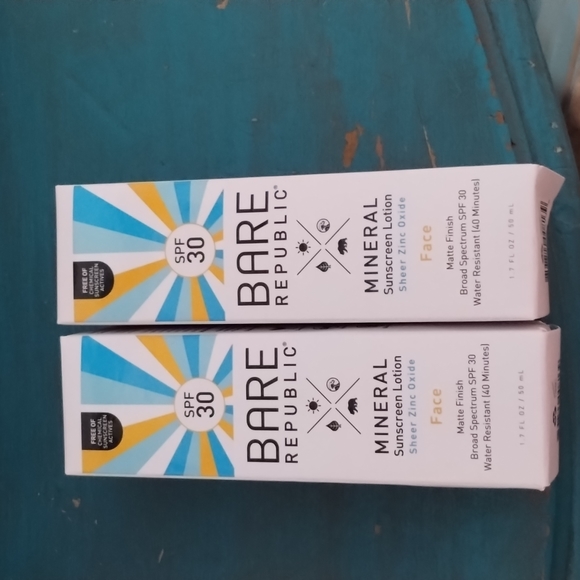 FREE OF
CHEMICAL
SUNSCREEN
ACTIVES
SPF
30
BARE
REPUBLIC®
MINERAL
Sunscreen Lotion
Sheer Zinc Oxide
Face
Matte Finish
Broad Spectrum SPF 30
Water Resistant (40 Minutes)
1.7 FL OZ / 50 mL
FREE OF
CHEMICAL
SUNSCREEN
ACTIVES
SPF
30
BARE
REPUBLIC®
MINERAL
Sunscreen Lotion
Sheer Zinc Oxide
Face
Matte Finish
Broad Spectrum SPF 30
Water Resistant (40 Minutes)
1.7 FL OZ / 50 mL